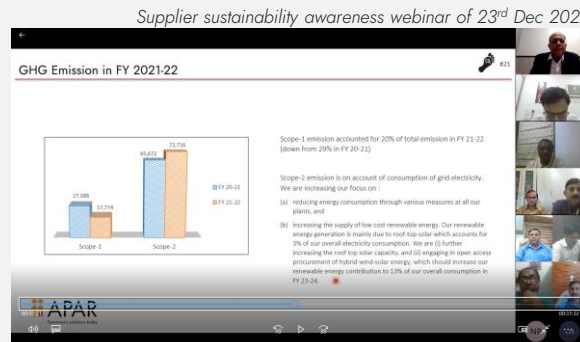 Supplier sustainability awareness webinar of 23rd Dec 202
GHG Emission in FY 2021-22
#21
Scope-1 emission accounted for 20% of total emission in FY 21-22
(down from 29% in FY 20-21)
65,672
72,736
27,388
17,774
FY 20-21
FY 21-22
Scope-1
Scope-2
Scope-2 emission is on account of consumption of grid electricity.
We are increasing our focus on :
(a) reducing energy consumption through various measures at all our
plants, and
(b) increasing the supply of low cost renewable energy. Our renewable
energy generation is mainly due to roof-top solar which accounts for
3% of our overall electricity consumption. We are (i) further
increasing the roof top solar capacity, and (ii) engaging in open access
procurement of hybrid wind-solar energy, which should increase our
renewable energy contribution to 13% of our overall consumption in
FY 23-24.
APAR
Tomorrow's solutions today
NP